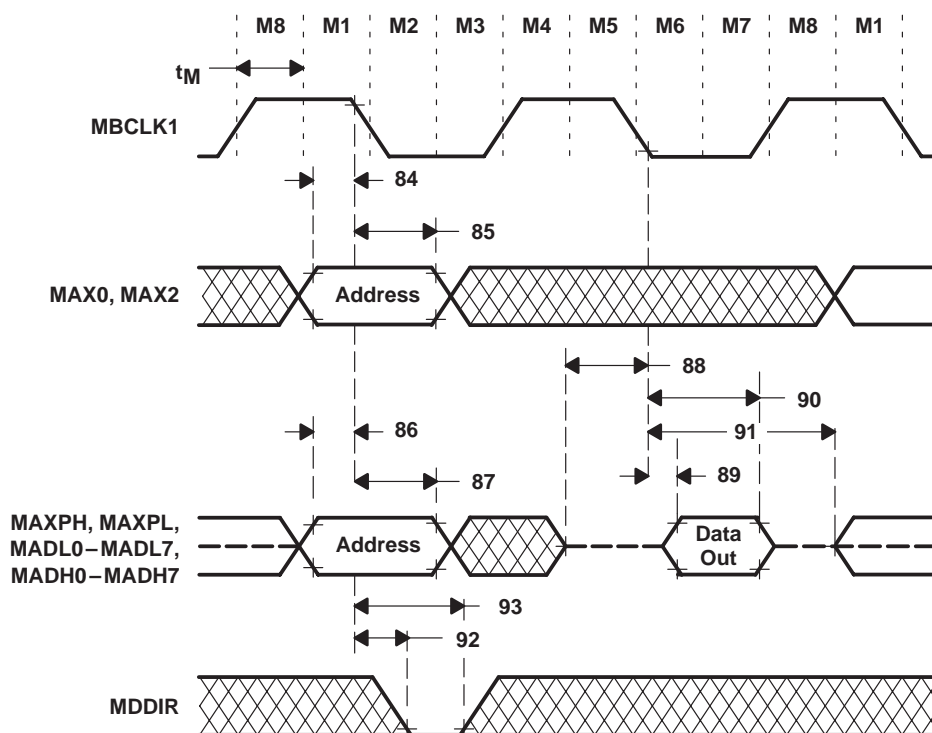 M8 M1 M2 M3 M4 M5 M6 M7 M8 M1
tM
MBCLK1
84
85
MAX0, MAX2
Address
88
90
86
91
89
87
MAXPH, MAXPL,
MADL0–MADL7,
MADH0–MADH7
Address
Data
Out
93
92
MDDIR